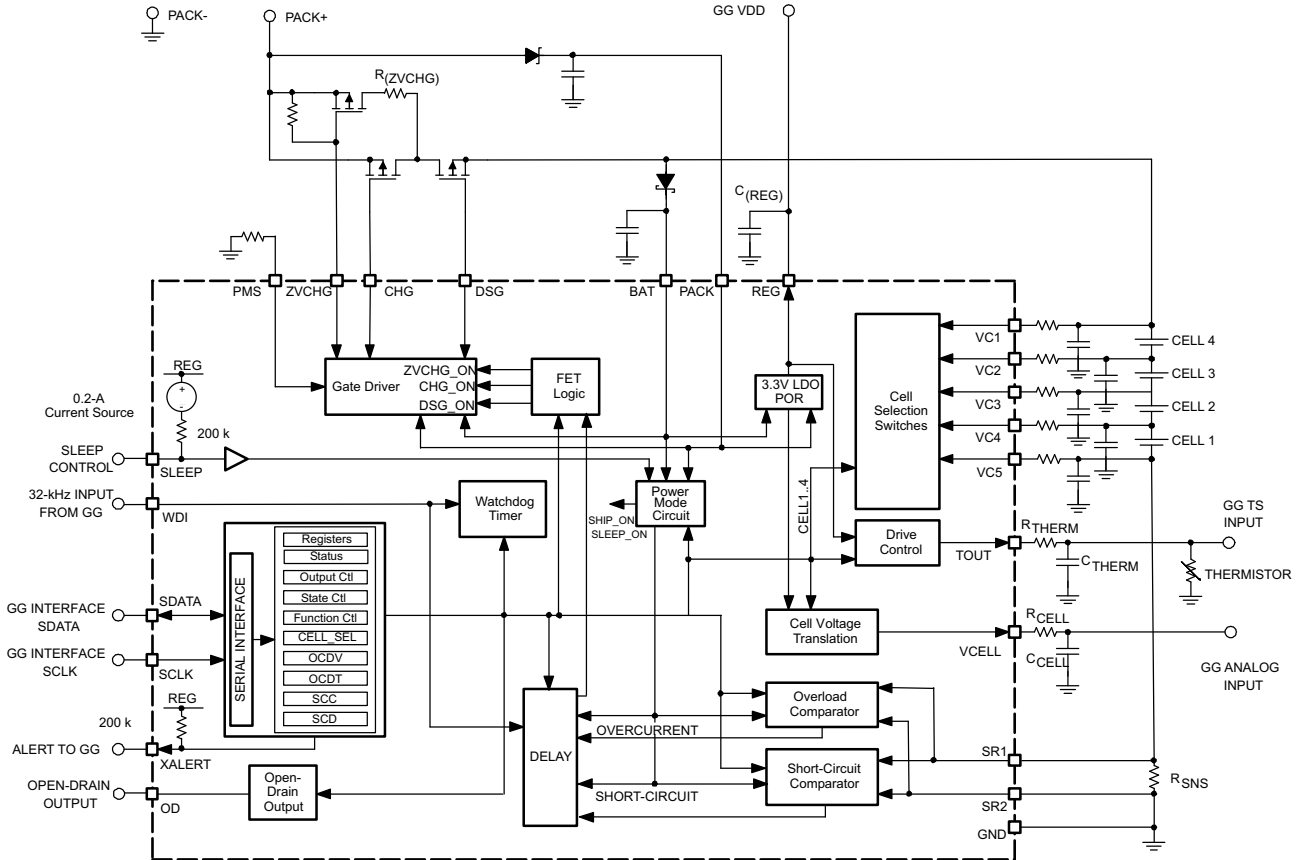 PACK-
PACK+
GG VDD
R(ZVCHG)
C(REG)
PMS
ZVCHG
CHG
DSG
BAT
PACK
REG
VC1
CELL 4
VC2
CELL 3
VC3
CELL 2
VC4
CELL 1
VC5
Gate Driver
ZVCHG_ON
CHG_ON
DSG_ON
FET
Logic
3.3V LDO
POR
Cell
Selection
Switches
REG
+
-
0.2-A
Current Source
200 k
SLEEP
CONTROL
SLEEP
32-kHz INPUT
FROM GG
WDI
Watchdog
Timer
Power
Mode
Circuit
SHIP_ON
SLEEP_ON
CELL1..4
Drive
Control
TOUT
RTHERM
CTHERM
GG TS
INPUT
THERMISTOR
Registers
Status
Output Ctl
State Ctl
Function Ctl
CELL_SEL
OCDV
OCDT
SCC
SCD
SERIAL INTERFACE
GG INTERFACE
SDATA
SDATA
GG INTERFACE
SCLK
SCLK
Cell Voltage
Translation
VCELL
RCELL
CCELL
GG ANALOG
INPUT
REG
200 k
ALERT TO GG
XALERT
DELAY
OVERCURRENT
SHORT-CIRCUIT
Overload
Comparator
Short-Circuit
Comparator
SR1
SR2
RSNS
GND
OPEN-DRAIN
OUTPUT
OD
Open-
Drain
Output